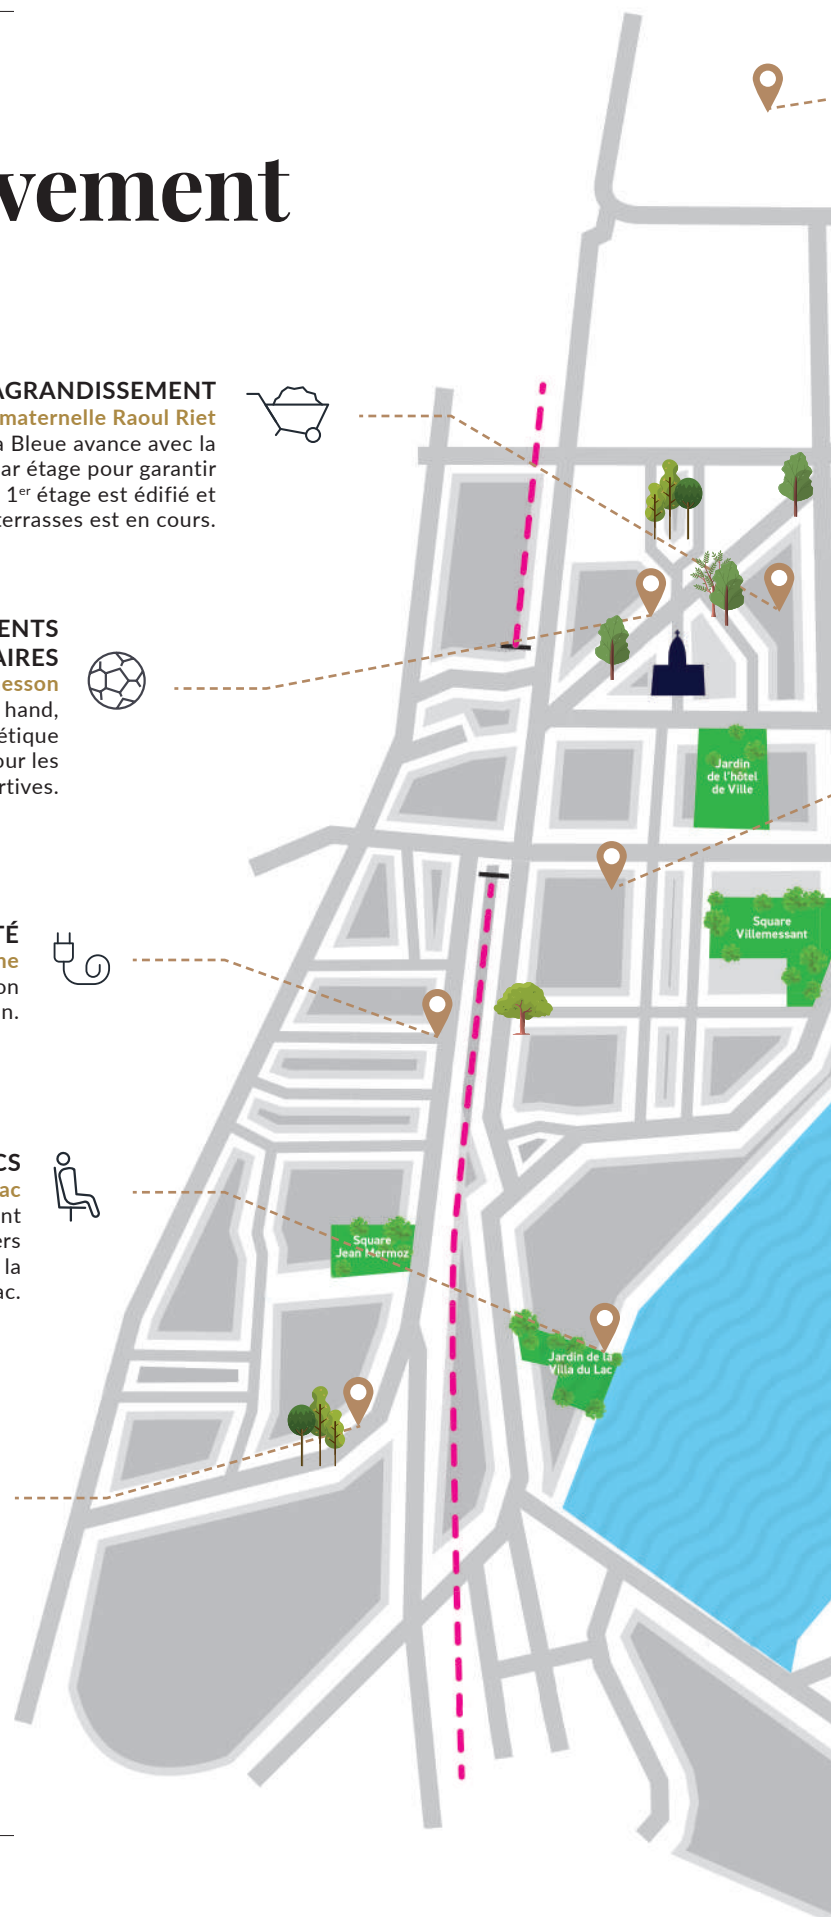 vement
AGRANDISSEMENT
maternelle Raoul Riet
Bleue avance avec la
ar étage pour garantir
1er étage est édifié et
terrasses est en cours.
ENTS
AIRES
esson
hand,
étique
our les
rtives.
TÉ
ne
on
n.
CS
ac
nt
ers
la
ac.
Jardin
de l'hôtel
de Ville
Square
Villemessant
Square
Jean Mermoz
Jardin de la
Villa du Lac